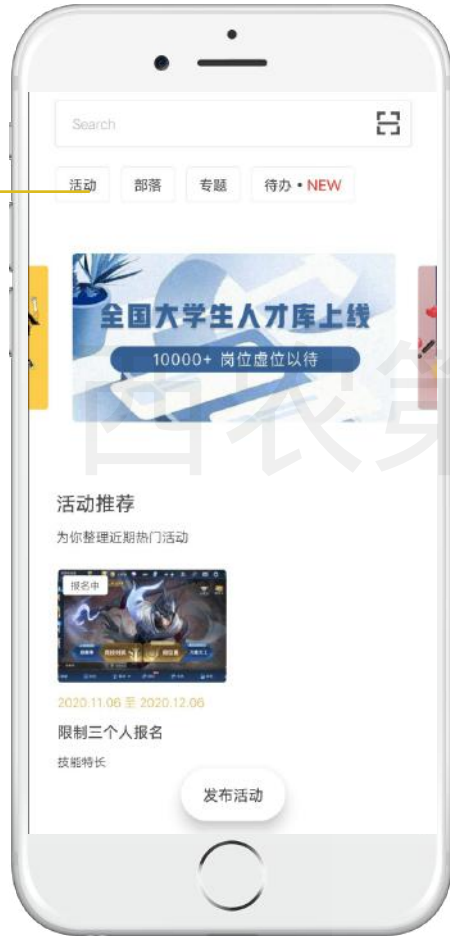 Search
活动
部落
专题
待办 • NEW
全国大学生人才库上线
10000+ 岗位虚位以待
西农第
活动推荐
为你整理近期热门活动
报名中
2020.11.06 至 2020.12.06
限制三个人报名
技能特长
发布活动